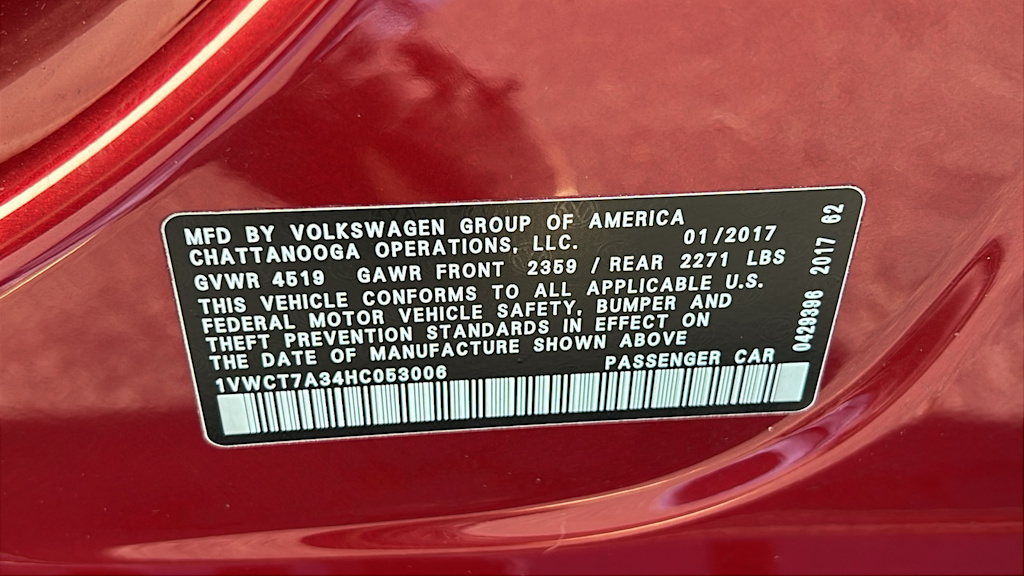 MFD BY VOLKSWAGEN GROUP OF AMERICA
CHATTANOOGA OPERATIONS, LLC. 01/2017
GVWR 4519 GAWR FRONT 2359 / REAR 2271 LBS
THIS VEHICLE CONFORMS TO ALL APPLICABLE U.S.
FEDERAL MOTOR VEHICLE SAFETY, BUMPER AND
THEFT PREVENTION STANDARDS IN EFFECT ON
THE DATE OF MANUFACTURE SHOWN ABOVE
1VWCT7A34HC053006 PASSENGER CAR
0429396 2017 62